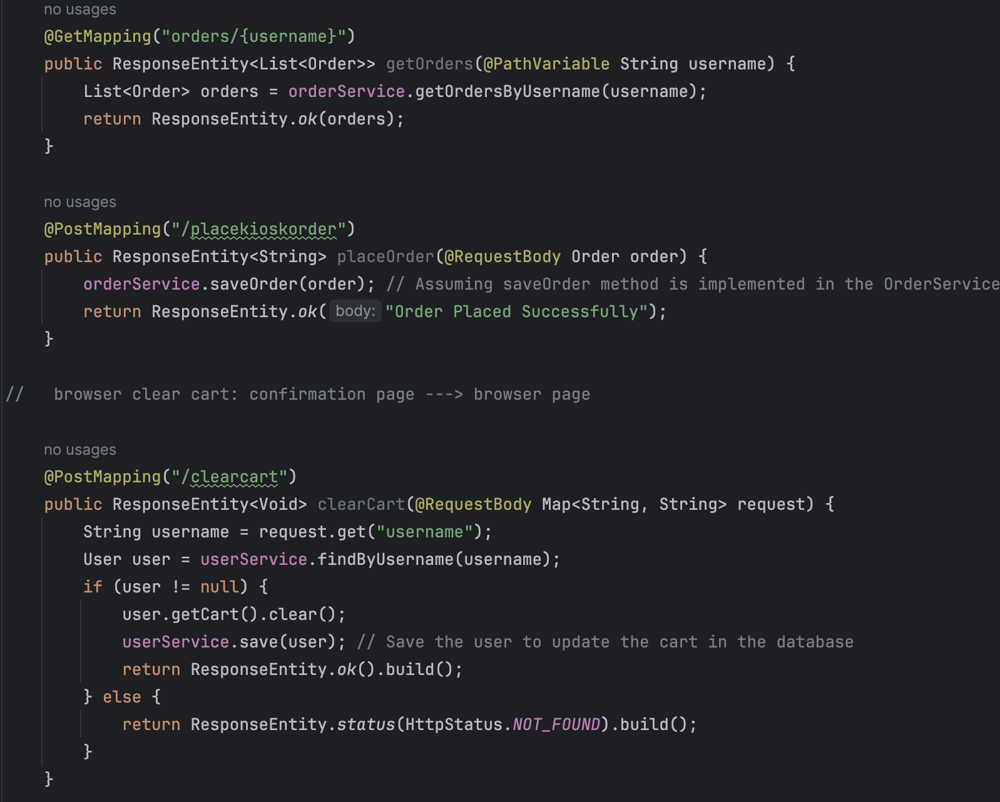 no usages
@GetMapping("orders/{username}")
public ResponseEntity<List<Order>> getOrders(@PathVariable String username) {
    List<Order> orders = orderService.getOrdersByUsername(username);
    return ResponseEntity.ok(orders);
}
no usages
@PostMapping("/placekioskorder")
public ResponseEntity<String> placeOrder(@RequestBody Order order) {
    orderService.saveOrder(order); // Assuming saveOrder method is implemented in the OrderService
    return ResponseEntity.ok( body: "Order Placed Successfully");
}
//   browser clear cart: confirmation page ---> browser page
no usages
@PostMapping("/clearcart")
public ResponseEntity<Void> clearCart(@RequestBody Map<String, String> request) {
    String username = request.get("username");
    User user = userService.findByUsername(username);
    if (user != null) {
        user.getCart().clear();
        userService.save(user); // Save the user to update the cart in the database
        return ResponseEntity.ok().build();
    } else {
        return ResponseEntity.status(HttpStatus.NOT_FOUND).build();
    }
}